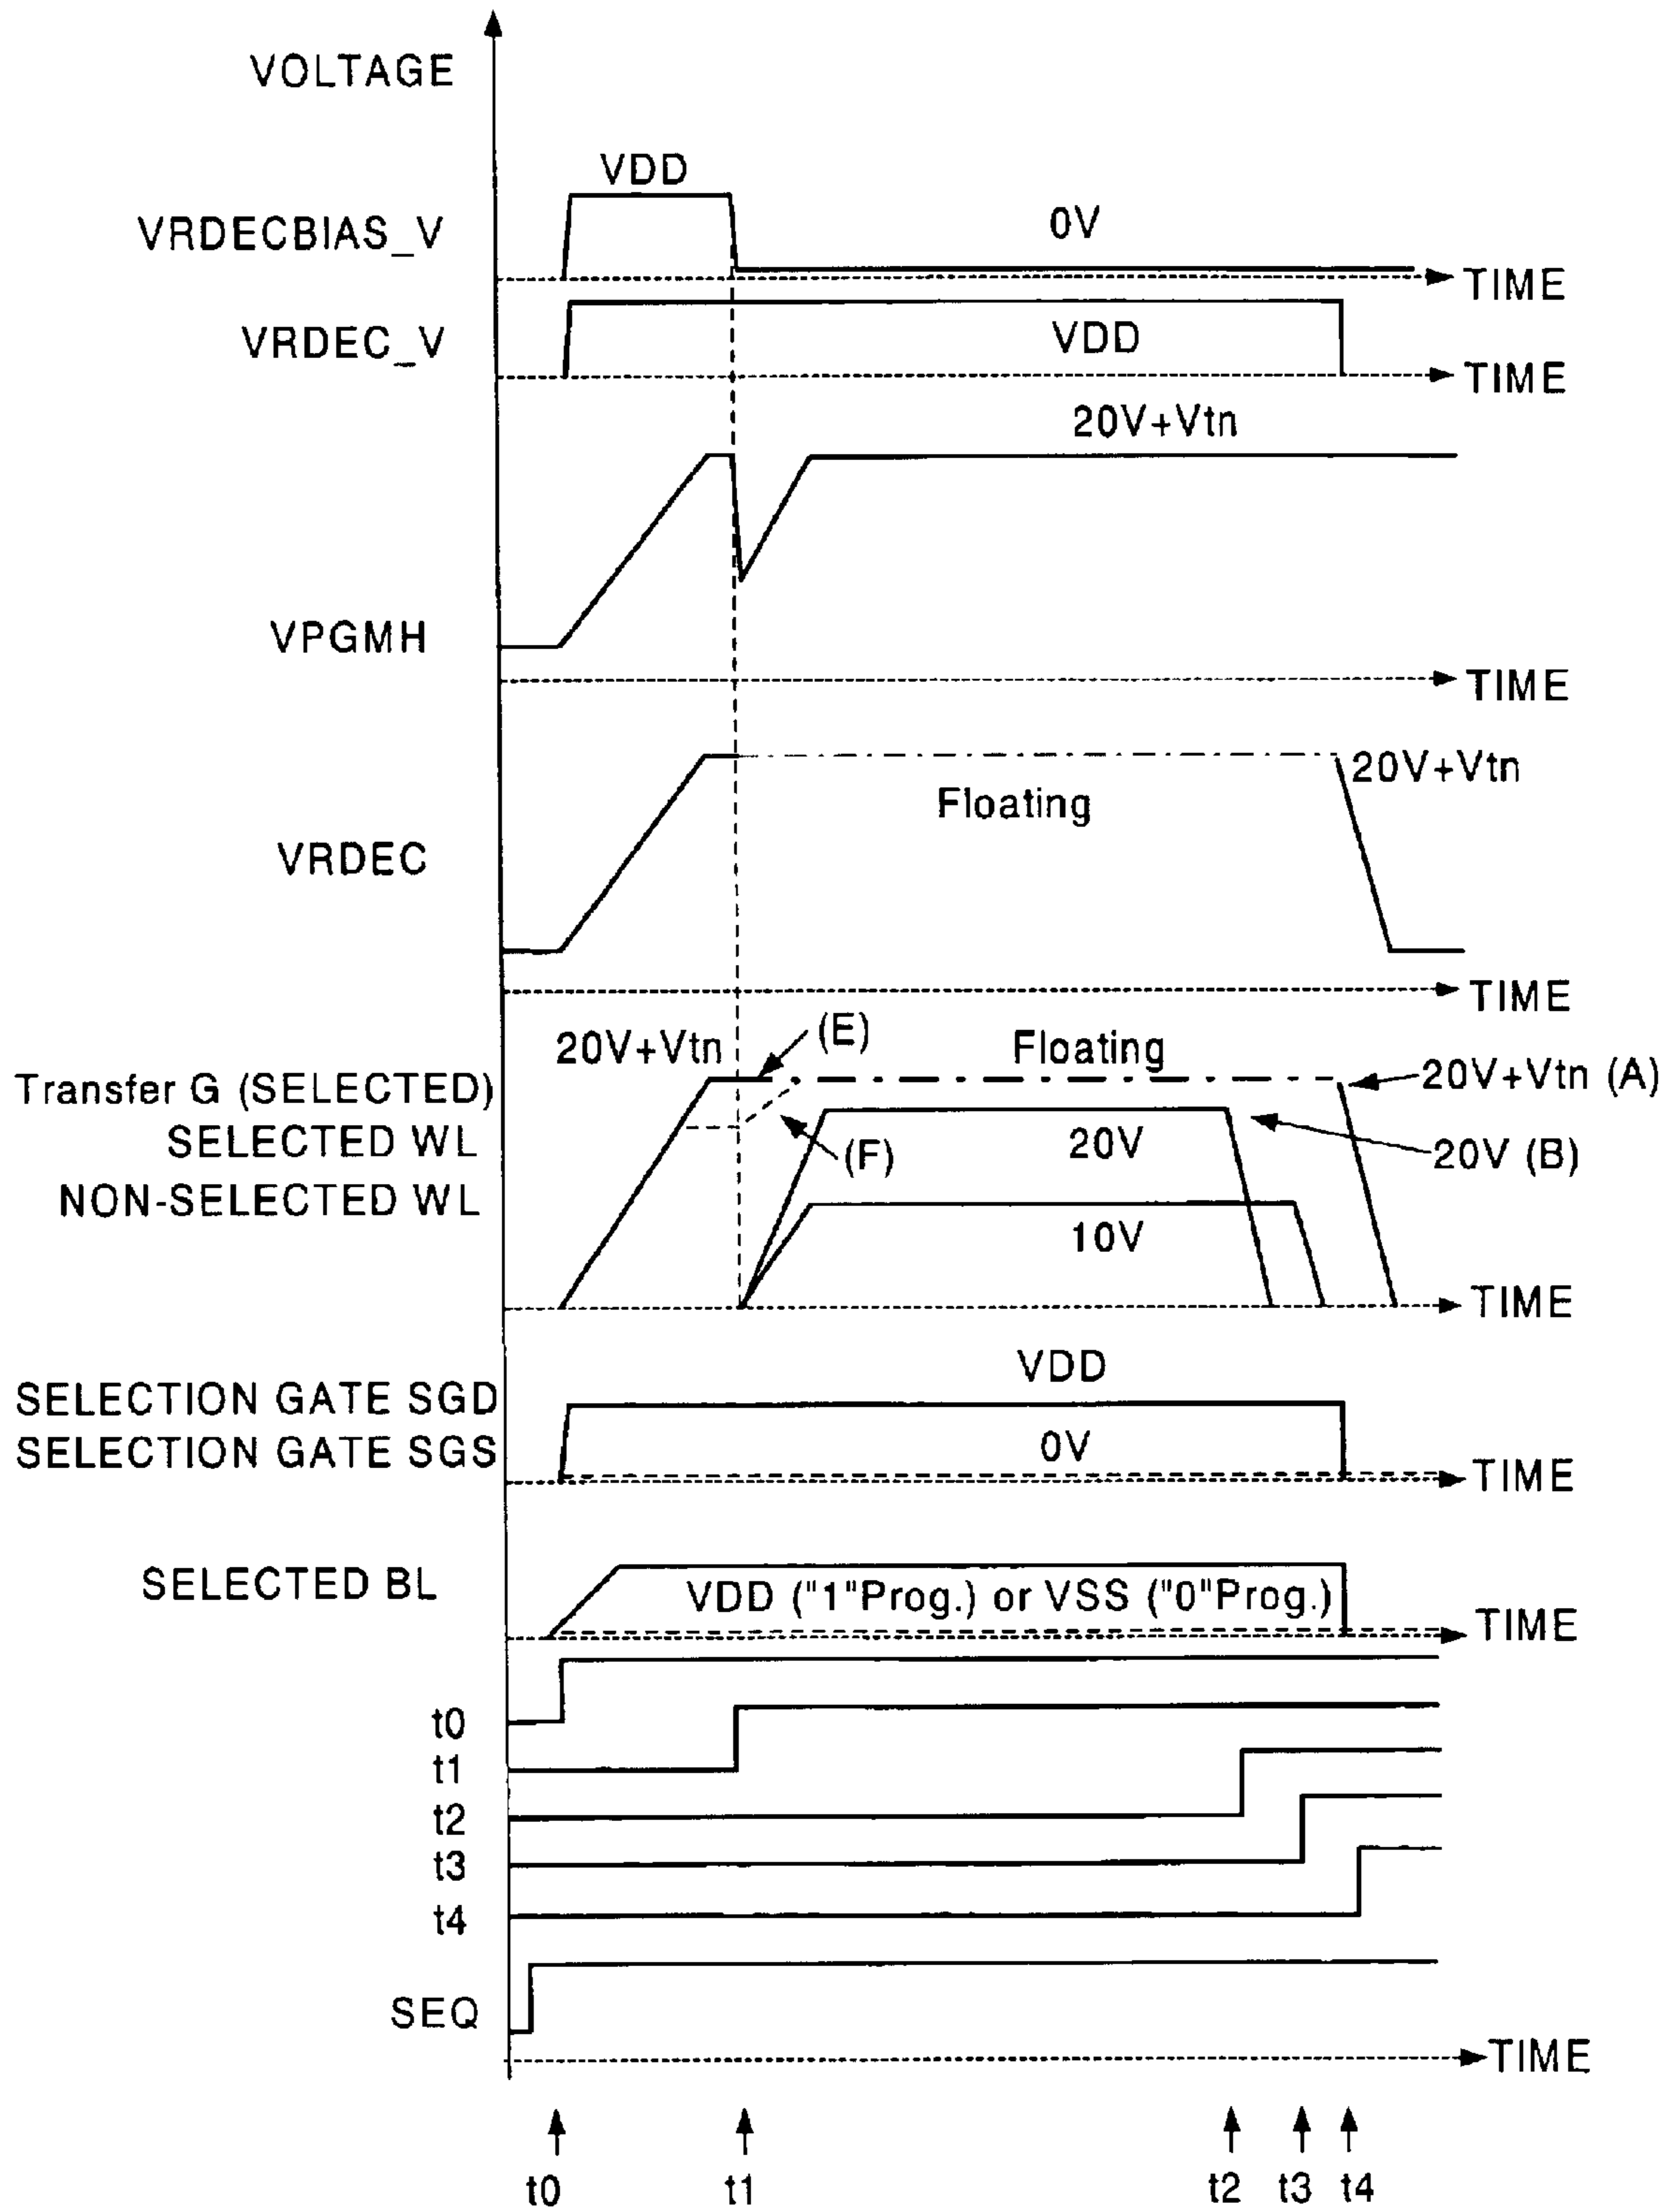 VOLTAGE
VDD
VRDECBIAS_V
0V
TIME
VRDEC_V
VDD
TIME
20V+Vtn
VPGMH
TIME
20V+Vtn
Floating
VRDEC
TIME
20V+Vtn
(E)
Floating
Transfer G (SELECTED)
20V+Vtn (A)
SELECTED WL
20V
(F)
20V (B)
NON-SELECTED WL
10V
TIME
VDD
SELECTION GATE SGD
SELECTION GATE SGS
0V
TIME
SELECTED BL
VDD ("1"Prog.) or VSS ("0"Prog.)
TIME
t0
t1
t2
t3
t4
SEQ
TIME
t0 t1 t2 t3 t4